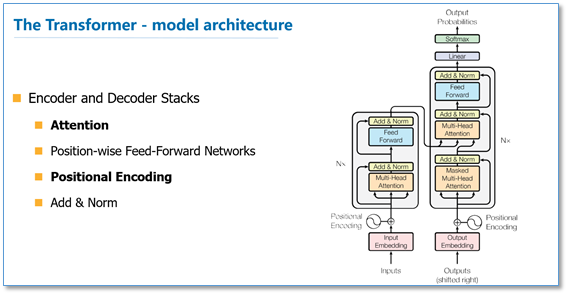 The Transformer - model architecture
Encoder and Decoder Stacks
Attention
Position-wise Feed-Forward Networks
Positional Encoding
Add & Norm
Output
Probabilities
Softmax
Linear
Add & Norm
Feed
Forward
Add & Norm
Multi-Head
Attention
Add & Norm
Masked
Multi-Head
Attention
Nx
Add & Norm
Feed
Forward
Nx
Add & Norm
Multi-Head
Attention
Positional
Encoding
Positional
Encoding
Input
Embedding
Output
Embedding
Inputs
Outputs
(shifted right)